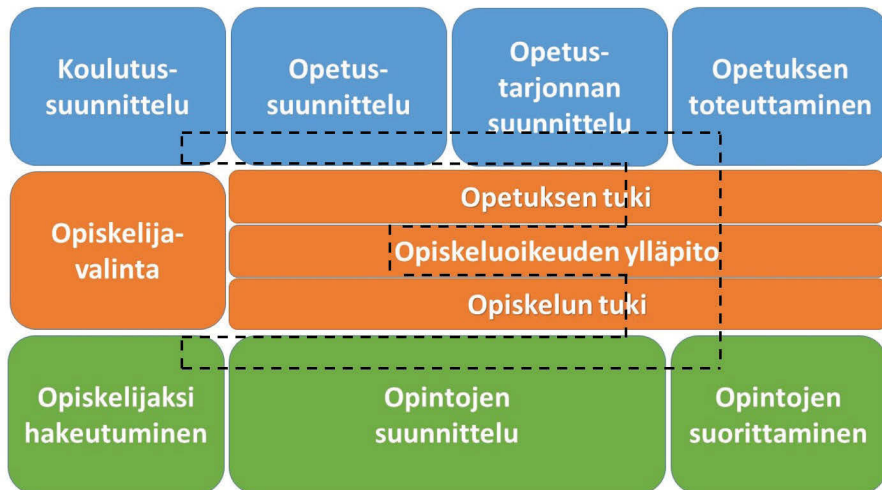 Koulutus-
suunnittelu
Opetus-
suunnittelu
Opetus-
tarjonnan
suunnittelu
Opetuksen
toteuttaminen
Opiskelija-
valinta
Opetuksen tuki
Opiskeluoikeuden ylläpito
Opiskelun tuki
Opiskelijaksi
hakeutuminen
Opintojen
suunnittelu
Opintojen
suorittaminen